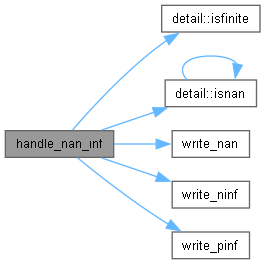 detail::isfinite
detail::isnan
handle_nan_inf
write_nan
write_ninf
write_pinf